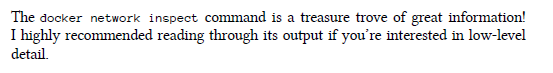 The docker network inspect command is a treasure trove of great information!
I highly recommended reading through its output if you’re interested in low-level
detail.